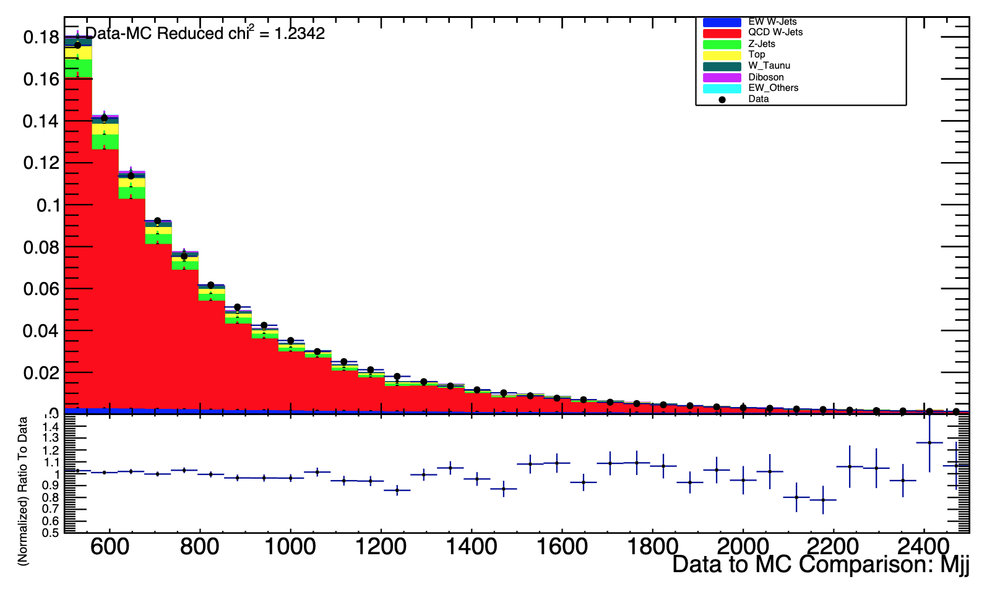 Data-MC Reduced chi² = 1.2342
EW W-Jets
QCD W-Jets
Z-Jets
Top
W_Taunu
Diboson
EW_Others
Data
0.18
0.16
0.14
0.12
0.1
0.08
0.06
0.04
0.02
0
(Normalized) Ratio To Data
1.4
1.3
1.2
1.1
1
0.9
0.8
0.7
0.6
0.5
600 800 1000 1200 1400 1600 1800 2000 2200 2400
Data to MC Comparison: Mjj